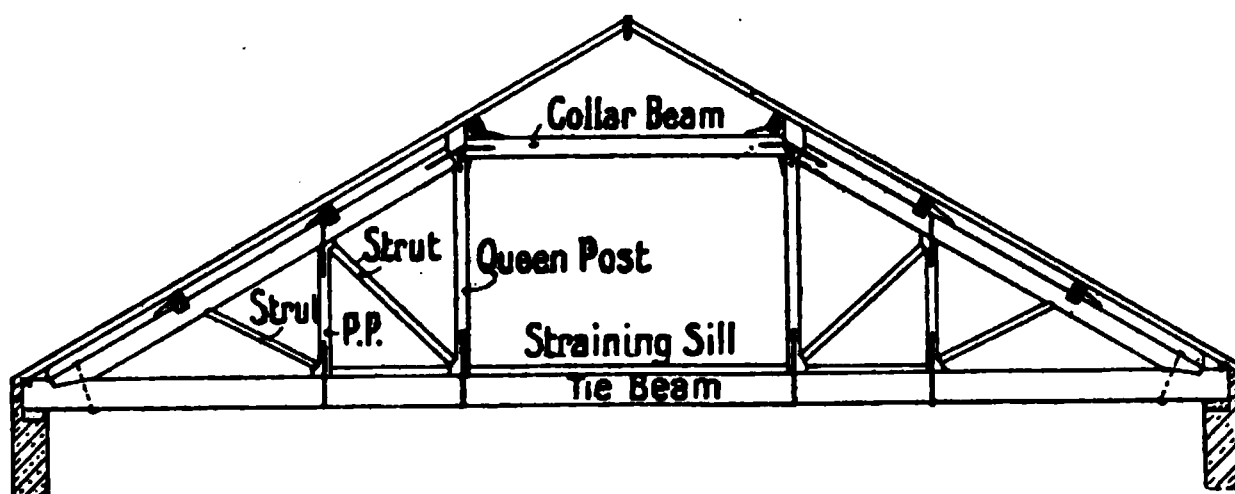 Collar Beam
Strut
Queen Post
Strut
P.P.
Straining Sill
Tie Beam